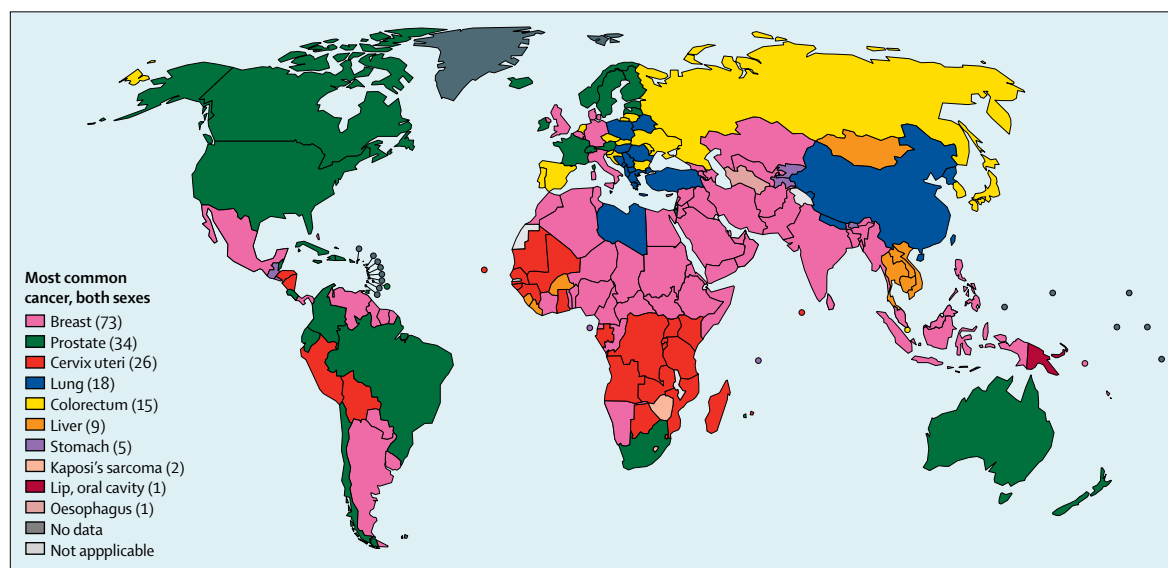 Most common
cancer, both sexes
Breast (73)
Prostate (34)
Cervix uteri (26)
Lung (18)
Colorectum (15)
Liver (9)
Stomach (5)
Kaposi's sarcoma (2)
Lip, oral cavity (1)
Oesophagus (1)
No data
Not appplicable